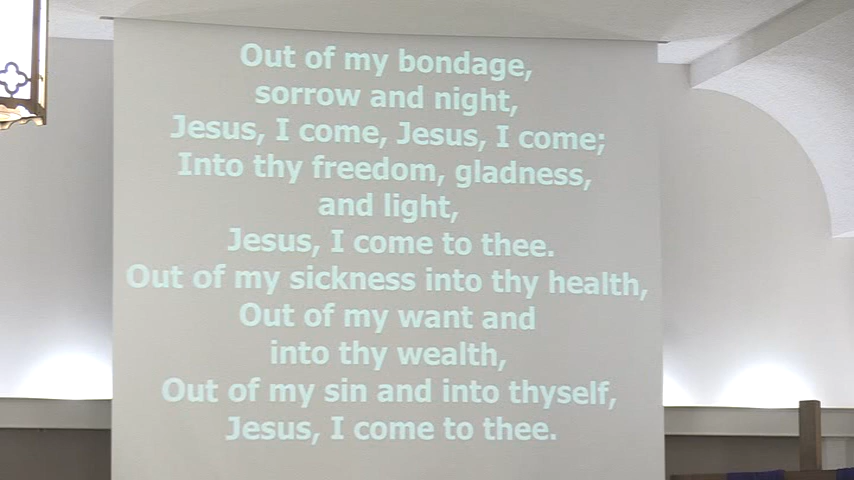 Out of my bondage,
sorrow and night,
Jesus, I come, Jesus, I come;
Into thy freedom, gladness,
and light,
Jesus, I come to thee.
Out of my sickness into thy health,
Out of my want and
into thy wealth,
Out of my sin and into thyself,
Jesus, I come to thee.